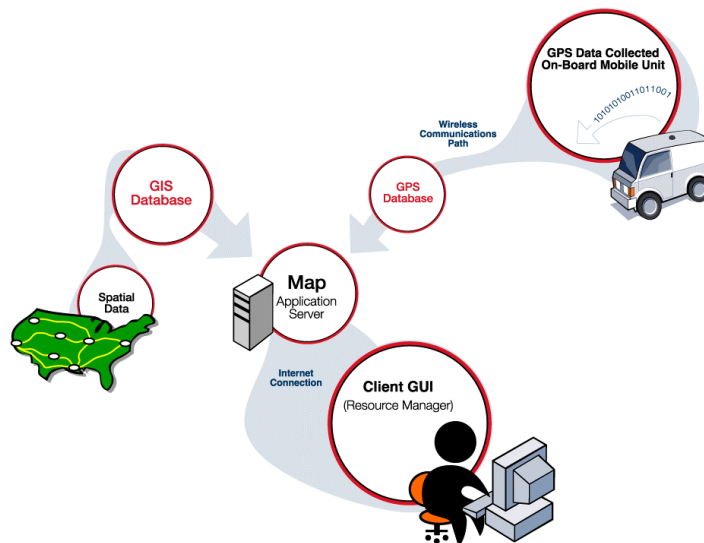 GPS Data Collected
On-Board Mobile Unit
1010101001101001
Wireless
Communications
Path
GIS
Database
GPS
Database
Map
Application
Server
Spatial
Data
Internet
Connection
Client GUI
(Resource Manager)